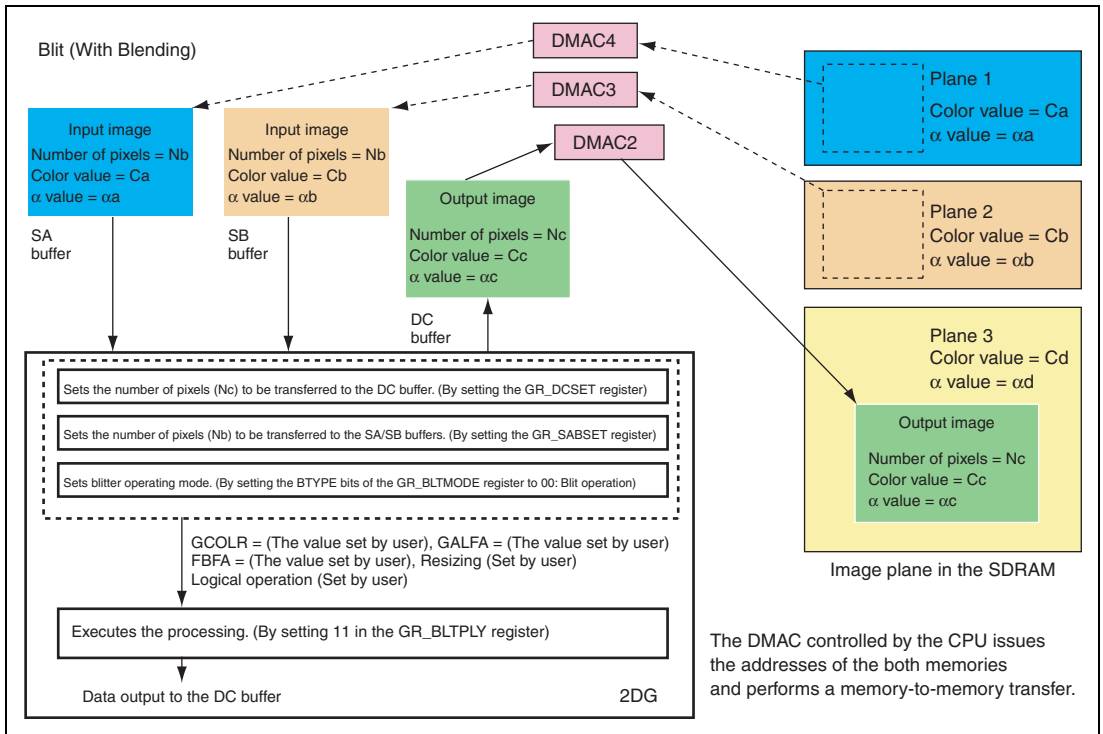 Blit (With Blending)
DMAC4
DMAC3
DMAC2
Input image
Number of pixels = Nb
Color value = Ca
α value = αa
SA
buffer
Input image
Number of pixels = Nb
Color value = Cb
α value = αb
SB
buffer
Output image
Number of pixels = Nc
Color value = Cc
α value = αc
DC
buffer
Plane 1
Color value = Ca
α value = αa
Plane 2
Color value = Cb
α value = αb
Plane 3
Color value = Cd
α value = αd
Output image
Number of pixels = Nc
Color value = Cc
α value = αc
Image plane in the SDRAM
Sets the number of pixels (Nc) to be transferred to the DC buffer. (By setting the GR_DCSET register)
Sets the number of pixels (Nb) to be transferred to the SA/SB buffers. (By setting the GR_SABSET register)
Sets blitter operating mode. (By setting the BTYPE bits of the GR_BLTMODE register to 00: Blit operation)
GCOLR = (The value set by user), GALFA = (The value set by user)
FBFA = (The value set by user), Resizing (Set by user)
Logical operation (Set by user)
Executes the processing. (By setting 11 in the GR_BLTPLY register)
Data output to the DC buffer
2DG
The DMAC controlled by the CPU issues
the addresses of the both memories
and performs a memory-to-memory transfer.